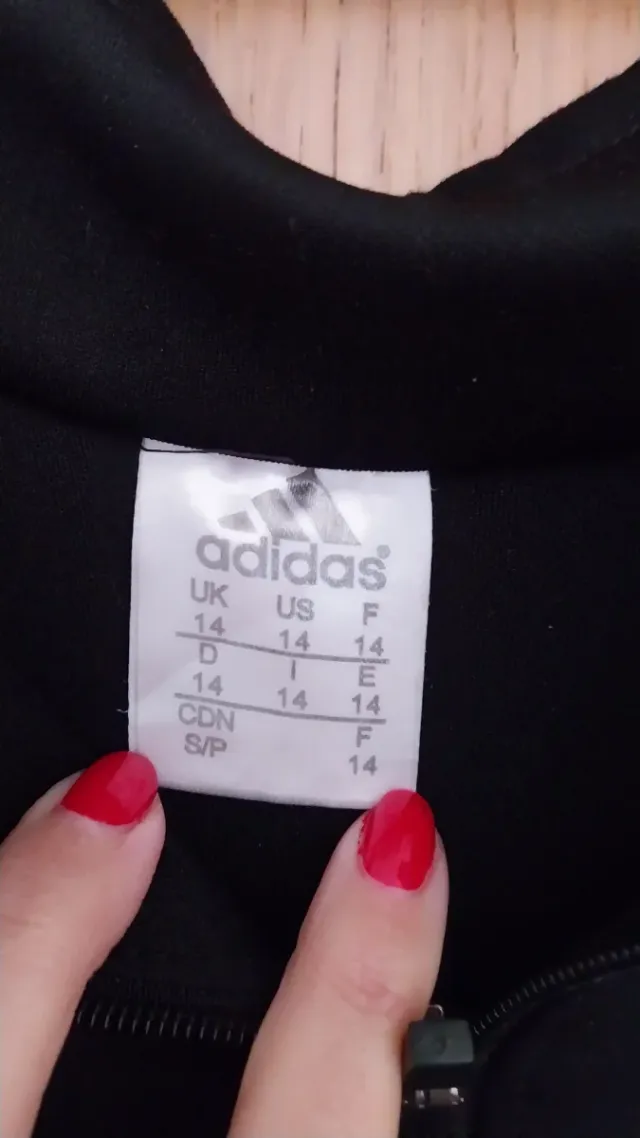 adidas®
UK US F
14 14 14
D I E
14 14 14
CDN F
S/P 14